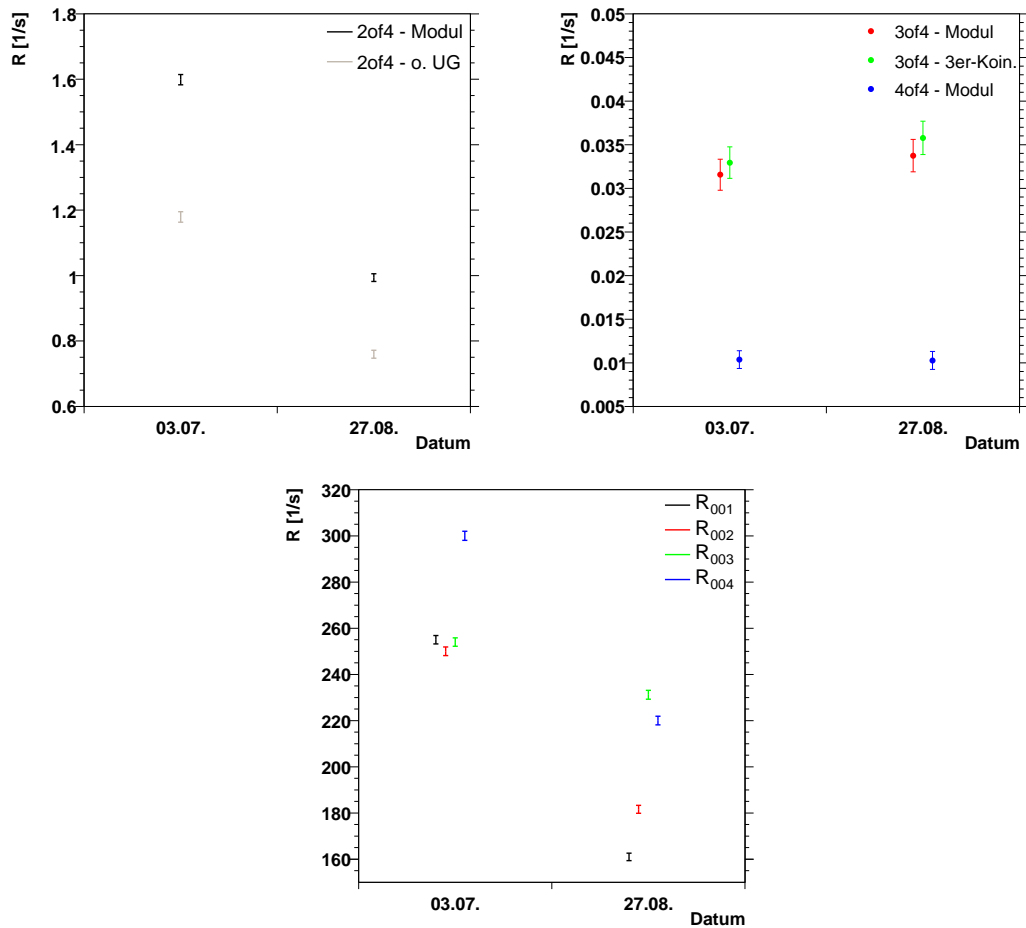 R [1/s]
1.8
1.6
1.4
1.2
1
0.8
0.6
2of4 - Modul
2of4 - o. UG
03.07.
27.08.
Datum
R [1/s]
0.05
0.045
0.04
0.035
0.03
0.025
0.02
0.015
0.01
0.005
3of4 - Modul
3of4 - 3er-Koin.
4of4 - Modul
03.07.
27.08.
Datum
R [1/s]
320
300
280
260
240
220
200
180
160
R001
R002
R003
R004
03.07.
27.08.
Datum